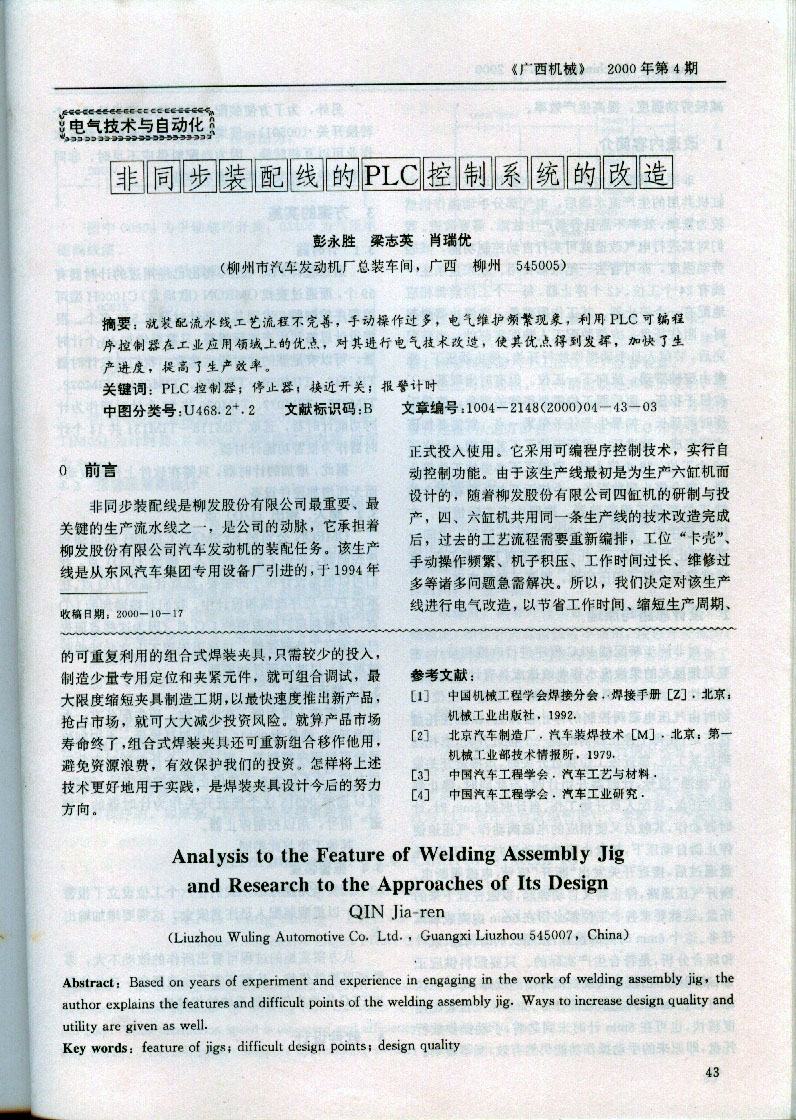 《广西机械》 2000年第4期
电气技术与自动化
非同步装配线的PLC控制系统的改造
彭永胜 梁志英 肖瑞优
(柳州市汽车发动机厂总装车间,广西 柳州 545005)
摘要:就装配流水线工艺流程不完善,手动操作过多,电气维护频繁现象,利用PLC可编程
序控制器在工业应用领域上的优点,对其进行电气技术改造,使其优点得到发挥,加快了生
产进度,提高了生产效率。
关键词:PLC控制器;停止器;接近开关;报警计时
中图分类号:U468.2⁺.2 文献标识码:B 文章编号:1004-2148(2000)04-43-03
0 前言
非同步装配线是柳发股份有限公司最重要、最
关键的生产流水线之一,是公司的动脉,它承担着
柳发股份有限公司汽车发动机的装配任务。该生产
线是从东风汽车集团专用设备厂引进的,于1994年
收稿日期:2000-10-17
正式投入使用。它采用可编程序控制技术,实行自
动控制功能。由于该生产线最初是为生产六缸机而
设计的,随着柳发股份有限公司四缸机的研制与投
产,四、六缸机共用同一条生产线的技术改造完成
后,过去的工艺流程需要重新编排,工位“卡壳”、
手动操作频繁、机子积压、工作时间过长、维修过
多等诸多问题急需解决。所以,我们决定对该生产
线进行电气改造,以节省工作时间、缩短生产周期、
的可重复利用的组合式焊装夹具,只需较少的投入,
制造少量专用定位和夹紧元件,就可组合调试,最
大限度缩短夹具制造工期,以最快速度推出新产品,
抢占市场,就可大大减少投资风险。就算产品市场
寿命终了,组合式焊装夹具还可重新组合移作他用,
避免资源浪费,有效保护我们的投资。怎样将上述
技术更好地用于实践,是焊装夹具设计今后的努力
方向。
参考文献:
[1] 中国机械工程学会焊接分会.焊接手册[Z].北京:
机械工业出版社,1992.
[2] 北京汽车制造厂.汽车装焊技术[M].北京:第一
机械工业部技术情报所,1979.
[3] 中国汽车工程学会.汽车工艺与材料.
[4] 中国汽车工程学会.汽车工业研究.
Analysis to the Feature of Welding Assembly Jig
and Research to the Approaches of Its Design
QIN Jia-ren
(Liuzhou Wuling Automotive Co. Ltd., Guangxi Liuzhou 545007, China)
Abstract: Based on years of experiment and experience in engaging in the work of welding assembly jig, the
author explains the features and difficult points of the welding assembly jig. Ways to increase design quality and
utility are given as well.
Key words: feature of jigs; difficult design points; design quality
43